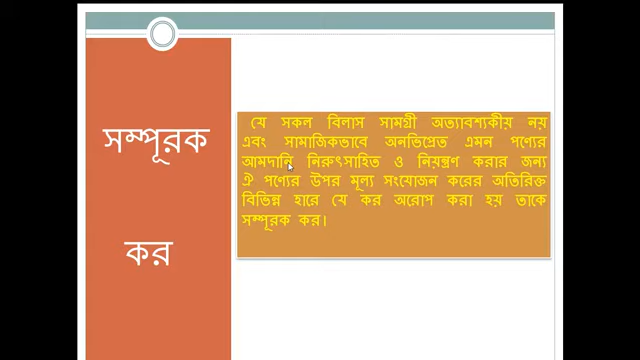 সম্পূরক
কর
যে সকল বিলাস সামগ্রী অত্যাবশ্যকীয় নয়
এবং সামাজিকভাবে অনভিপ্রেত এমন পণ্যের
আমদানি নিরুৎসাহিত ও নিয়ন্ত্রণ করার জন্য
ঐ পণ্যের উপর মূল্য সংযোজন করের অতিরিক্ত
বিভিন্ন হারে যে কর অরোপ করা হয় তাকে
সম্পূরক কর।